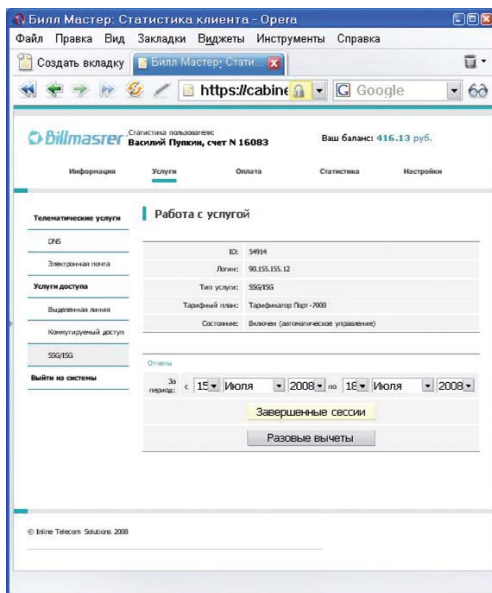 Билл Мастер: Статистика клиента - Opera
Файл Правка Вид Закладки Виджеты Инструменты Справка
Создать вкладку Билл Мастер; Стати...
https://cabine Google
Billmaster Статистика пользователя: Василий Пупкин, счет N 16083 Ваш баланс: 416.13 руб.
Информация Услуги Оплата Статистика Настройки
Телематические услуги
DNS
Электронная почта
Услуги доступа
Выделенная линия
Коммутируемый доступ
SSG/ISG
Выйти из системы
Работа с услугой
ID: 54914
Логин: 90.155.155.12
Тип услуги: SSG/ISG
Тарифный план: Тарификатор Порт-7000
Состояние: Включен (автоматическое управление)
Отчеты
За период: с 15 Июля 2008 по 18 Июля 2008
Завершенные сессии
Разовые вычеты
© Inline Telecom Solutions 2008